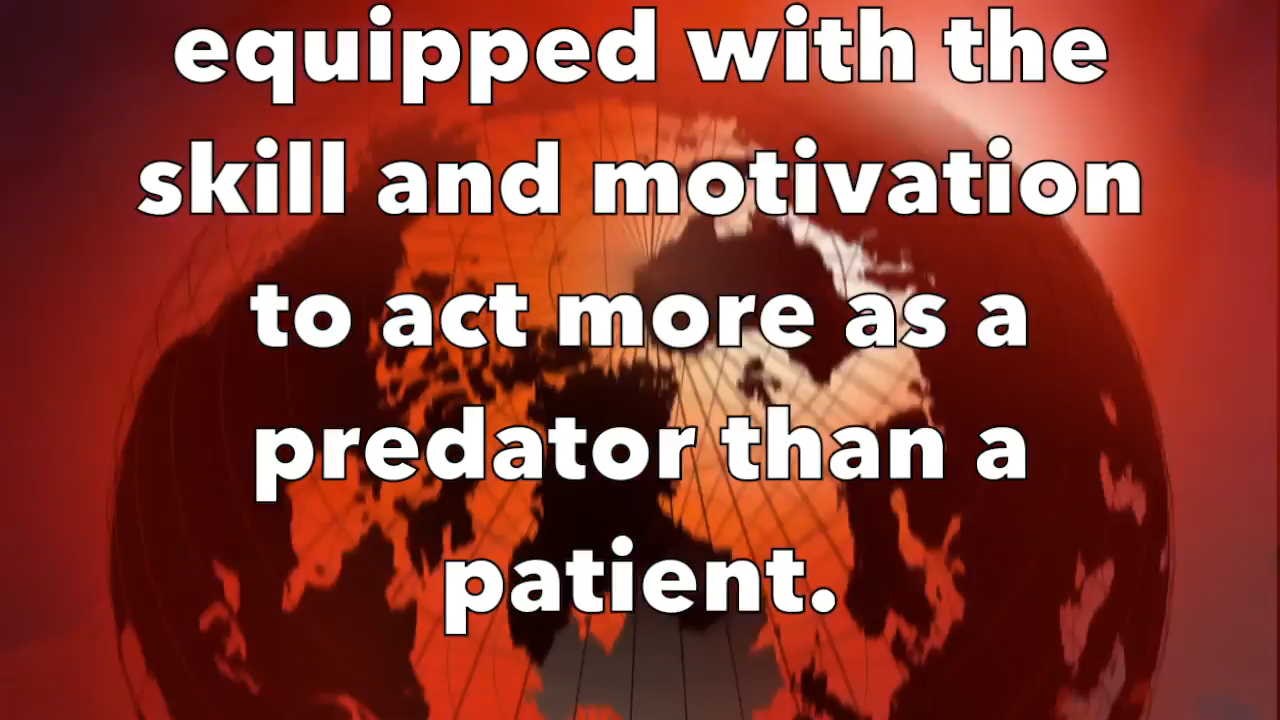 equipped with the
skill and motivation
to act more as a
predator than a
patient.